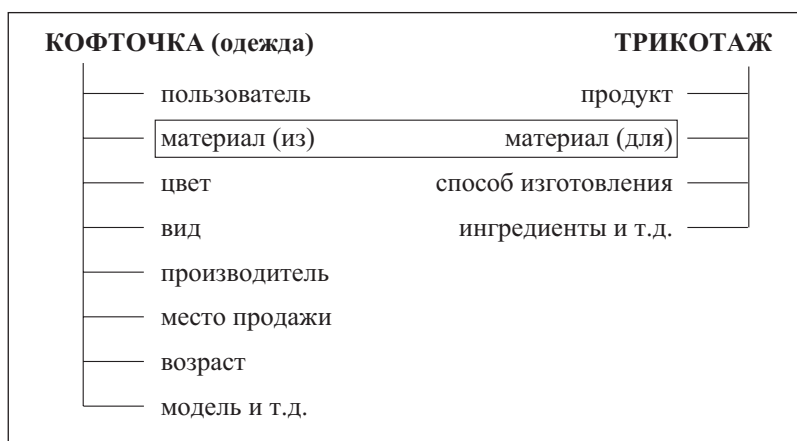 КОФТОЧКА (одежда) ТРИКОТАЖ
пользователь продукт
материал (из) материал (для)
цвет способ изготовления
вид ингредиенты и т.д.
производитель
место продажи
возраст
модель и т.д.